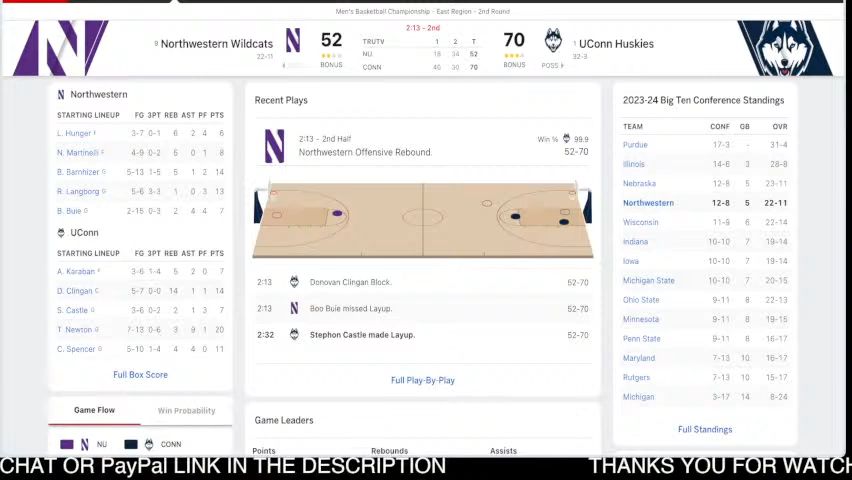 Men's Basketball Championship - East Region - 2nd Round
9 Northwestern Wildcats
22-11
52
BONUS
2:13 - 2nd
TRUTV 1 2 T
NU 18 34 52
CONN 40 30 70
70
BONUS
POSS
1 UConn Huskies
32-3
Northwestern
STARTING LINEUP FG 3PT REB AST PF PTS
L. Hunger F 3-7 0-1 6 2 4 6
N. Martinelli F 4-9 0-2 5 0 1 8
B. Barnhizer G 5-13 1-5 5 1 2 14
R. Langborg G 5-6 3-3 1 0 3 13
B. Buie G 2-15 0-3 2 4 4 7
UConn
STARTING LINEUP FG 3PT REB AST PF PTS
A. Karaban F 3-6 1-4 5 2 0 7
D. Clingan C 5-7 0-0 14 1 1 14
S. Castle G 3-6 0-2 2 1 3 7
T. Newton G 7-13 0-6 3 9 1 20
C. Spencer G 5-10 1-4 4 4 0 11
Full Box Score
Game Flow Win Probability
NU CONN
Recent Plays
2:13 - 2nd Half
Northwestern Offensive Rebound.
Win % 99.9
52-70
2:13 Donovan Clingan Block. 52-70
2:13 Boo Buie missed Layup. 52-70
2:32 Stephon Castle made Layup. 52-70
Full Play-By-Play
Game Leaders
Points Rebounds Assists
2023-24 Big Ten Conference Standings
TEAM CONF GB OVR
Purdue 17-3 - 31-4
Illinois 14-6 3 28-8
Nebraska 12-8 5 23-11
Northwestern 12-8 5 22-11
Wisconsin 11-9 6 22-14
Indiana 10-10 7 19-14
Iowa 10-10 7 19-14
Michigan State 10-10 7 20-15
Ohio State 9-11 8 22-13
Minnesota 9-11 8 19-15
Penn State 9-11 8 16-17
Maryland 7-13 10 16-17
Rutgers 7-13 10 15-17
Michigan 3-17 14 8-24
Full Standings
CHAT OR PayPal LINK IN THE DESCRIPTION THANKS YOU FOR WATCH